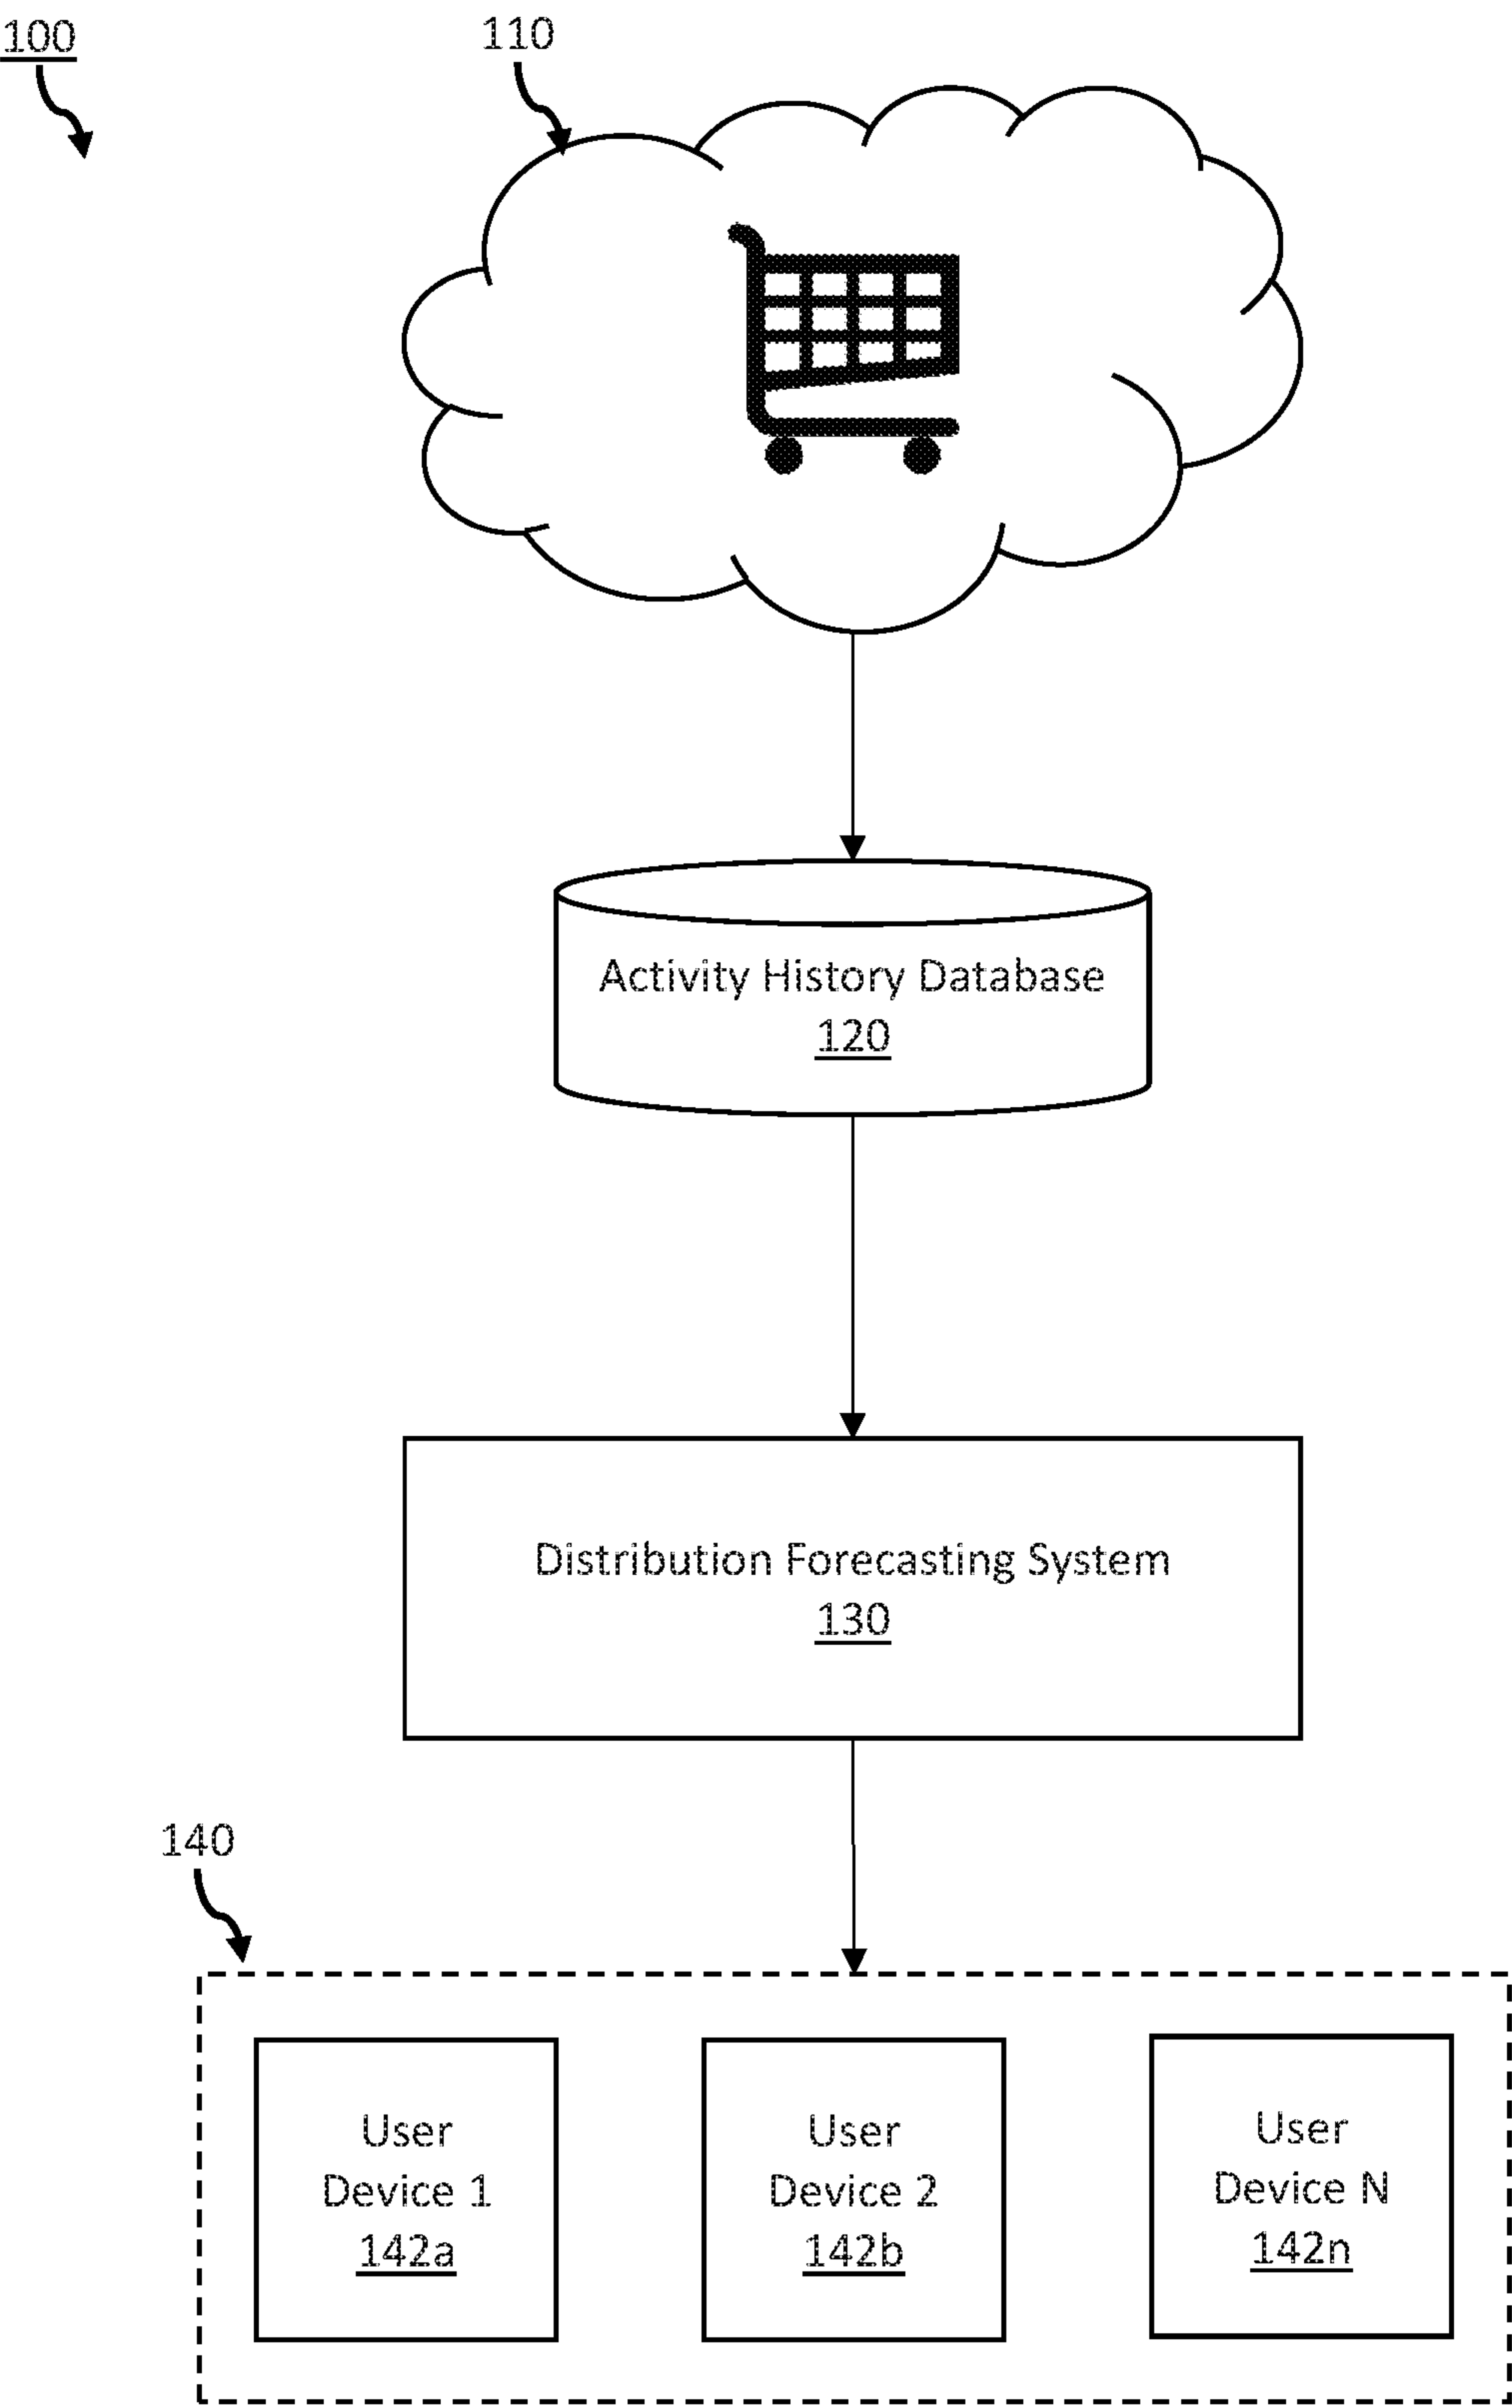 100
110
Activity History Database
120
Distribution Forecasting System
130
140
User
Device 1
142a
User
Device 2
142b
User
Device N
142n